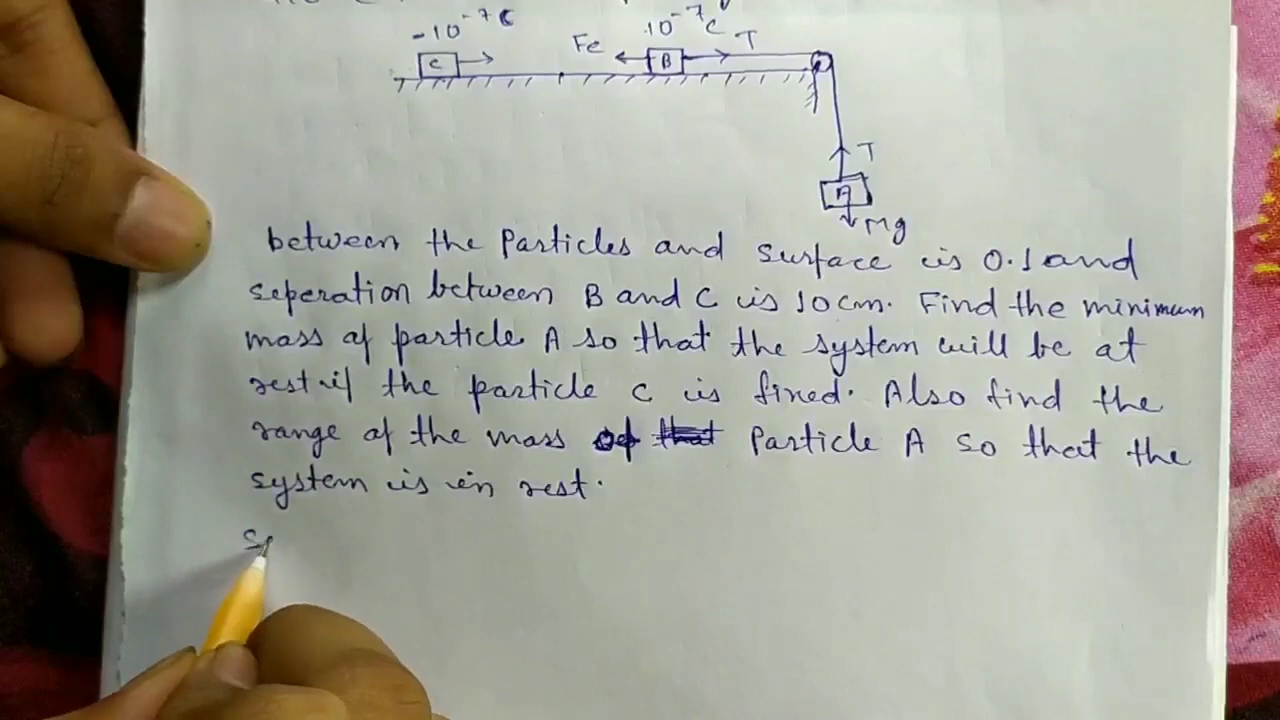 -10⁻⁷C
10⁻⁷C
Fe
T
C
B
T
A
Mg
between the Particles and surface is 0.1 and
seperation between B and C is 10cm. Find the minimum
mass of particle A so that the system will be at
rest if the particle C is fixed. Also find the
range of the mass of that Particle A so that the
system is in rest.